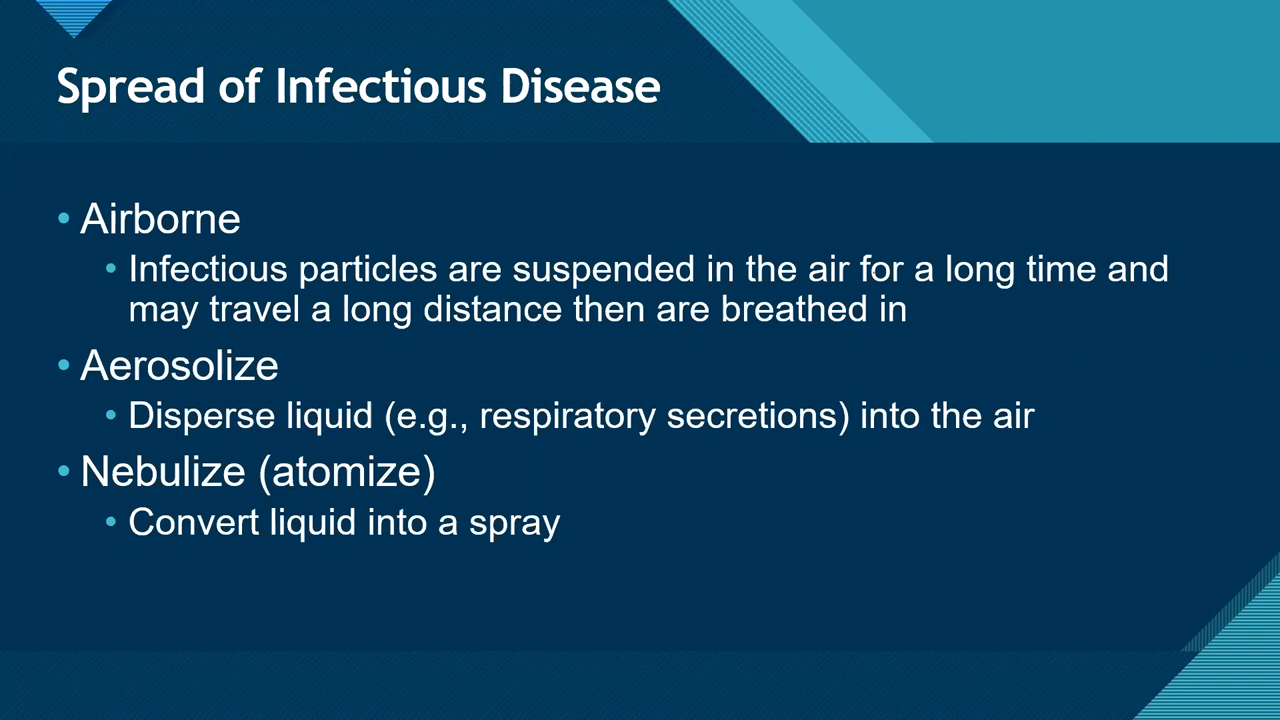 Spread of Infectious Disease
• Airborne
• Infectious particles are suspended in the air for a long time and
may travel a long distance then are breathed in
• Aerosolize
• Disperse liquid (e.g., respiratory secretions) into the air
• Nebulize (atomize)
• Convert liquid into a spray